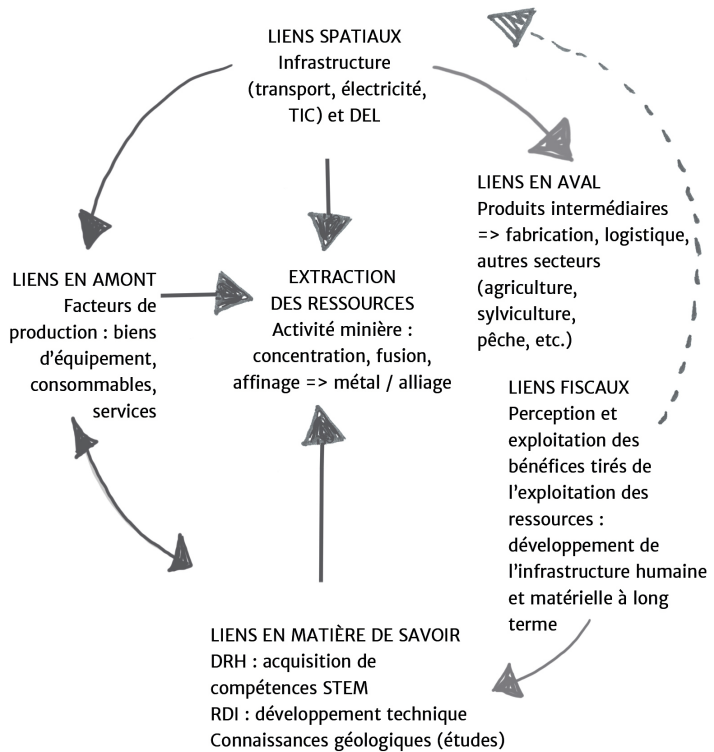 LIENS SPATIAUX
Infrastructure
(transport, électricité,
TIC) et DEL
LIENS EN AVAL
Produits intermédiaires
=> fabrication, logistique,
autres secteurs
(agriculture,
sylviculture,
pêche, etc.)
LIENS EN AMONT
Facteurs de
production : biens
d’équipement,
consommables,
services
EXTRACTION
DES RESSOURCES
Activité minière :
concentration, fusion,
affinage => métal / alliage
LIENS FISCAUX
Perception et
exploitation des
bénéfices tirés de
l’exploitation des
ressources :
développement de
l’infrastructure humaine
et matérielle à long
terme
LIENS EN MATIÈRE DE SAVOIR
DRH : acquisition de
compétences STEM
RDI : développement technique
Connaissances géologiques (études)